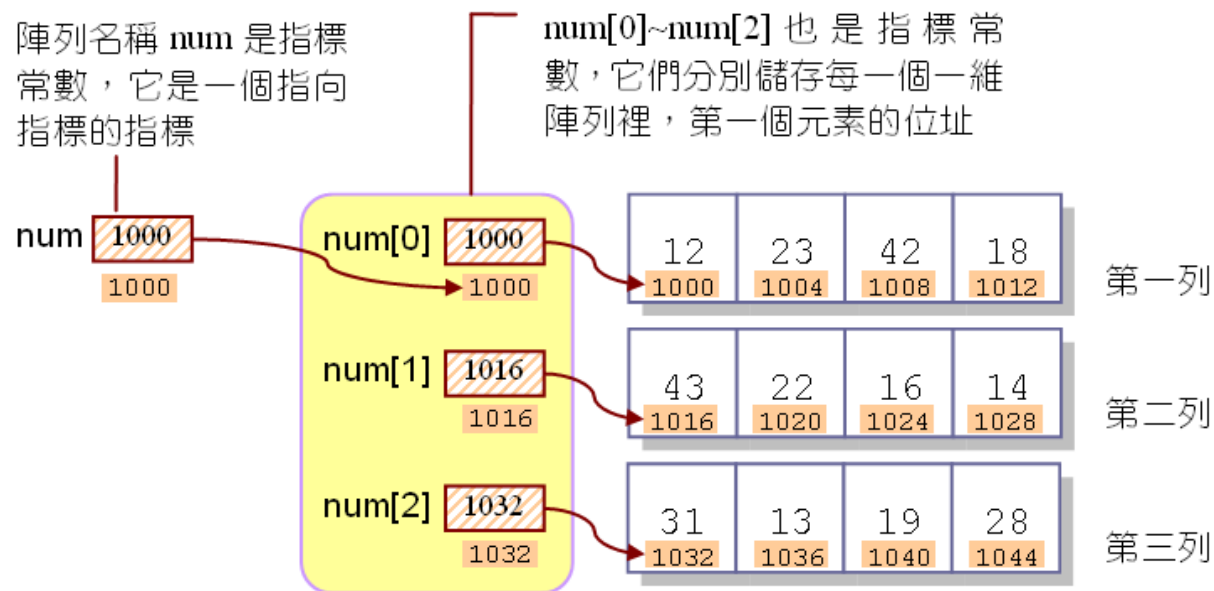 陣列名稱 num 是指標
常數，它是一個指向
指標的指標
num[0]~num[2] 也是指標常
數，它們分別儲存每一個一維
陣列裡，第一個元素的位址
num 1000
1000
num[0] 1000
1000
12 23 42 18
1000 1004 1008 1012
第一列
num[1] 1016
1016
43 22 16 14
1016 1020 1024 1028
第二列
num[2] 1032
1032
31 13 19 28
1032 1036 1040 1044
第三列